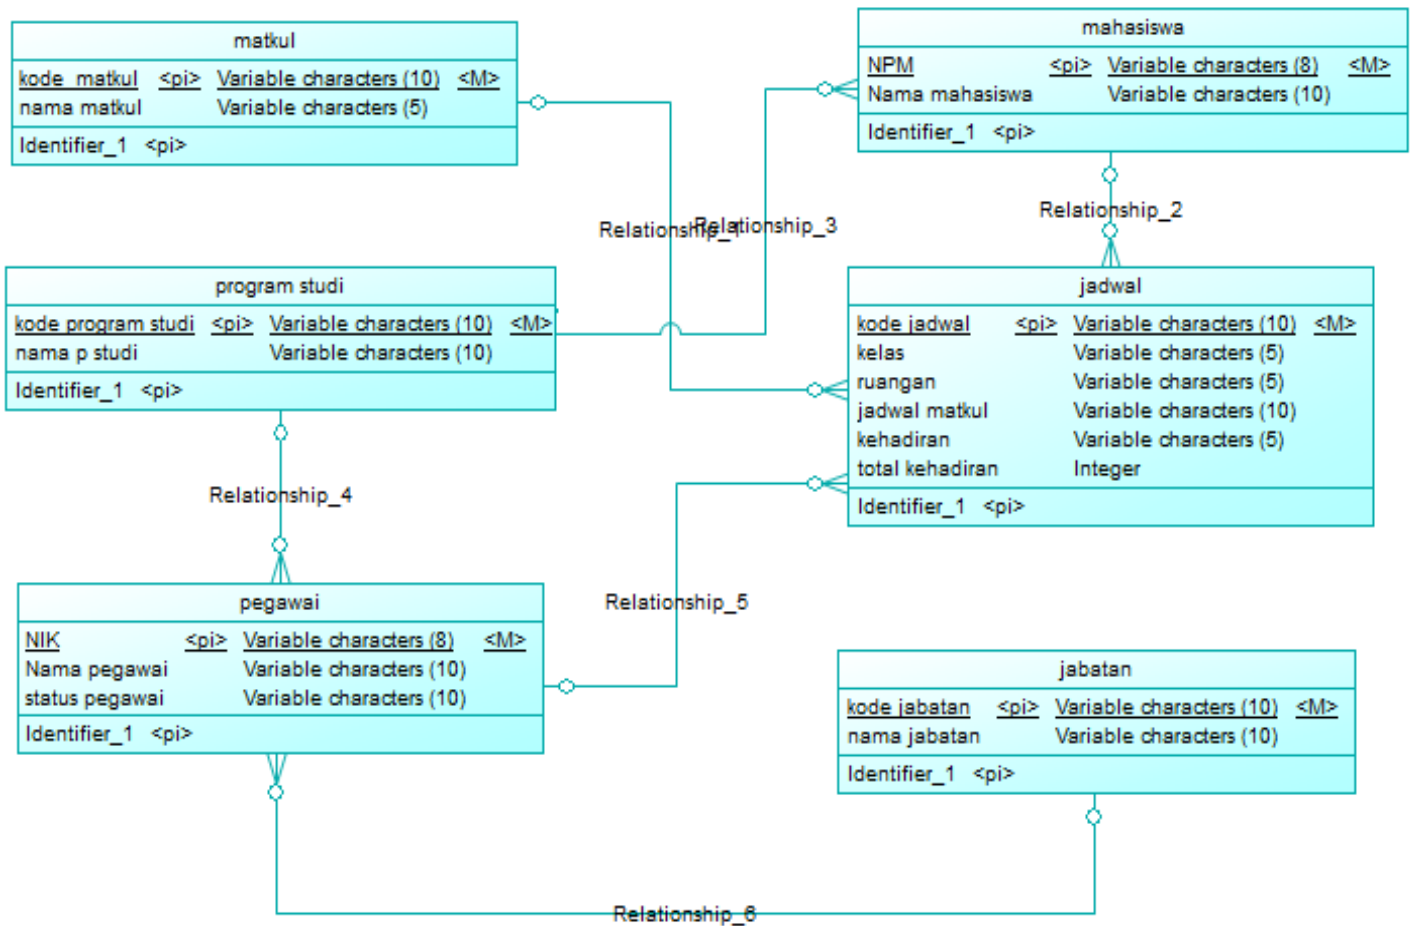 matkul
kode matkul <pi> Variable characters (10) <M>
nama matkul Variable characters (5)
Identifier_1 <pi>
mahasiswa
NPM <pi> Variable characters (8) <M>
Nama mahasiswa Variable characters (10)
Identifier_1 <pi>
Relationship_1
Relationship_3
Relationship_2
program studi
kode program studi <pi> Variable characters (10) <M>
nama p studi Variable characters (10)
Identifier_1 <pi>
jadwal
kode jadwal <pi> Variable characters (10) <M>
kelas Variable characters (5)
ruangan Variable characters (5)
jadwal matkul Variable characters (10)
kehadiran Variable characters (5)
total kehadiran Integer
Identifier_1 <pi>
Relationship_4
pegawai
NIK <pi> Variable characters (8) <M>
Nama pegawai Variable characters (10)
status pegawai Variable characters (10)
Identifier_1 <pi>
Relationship_5
jabatan
kode jabatan <pi> Variable characters (10) <M>
nama jabatan Variable characters (10)
Identifier_1 <pi>
Relationship_6